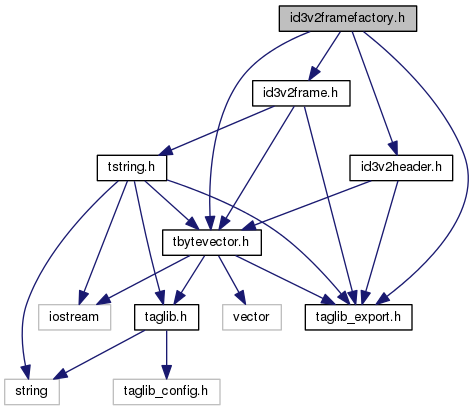 id3v2framefactory.h
id3v2frame.h
tstring.h
id3v2header.h
tbytevector.h
iostream
taglib.h
vector
taglib_export.h
string
taglib_config.h